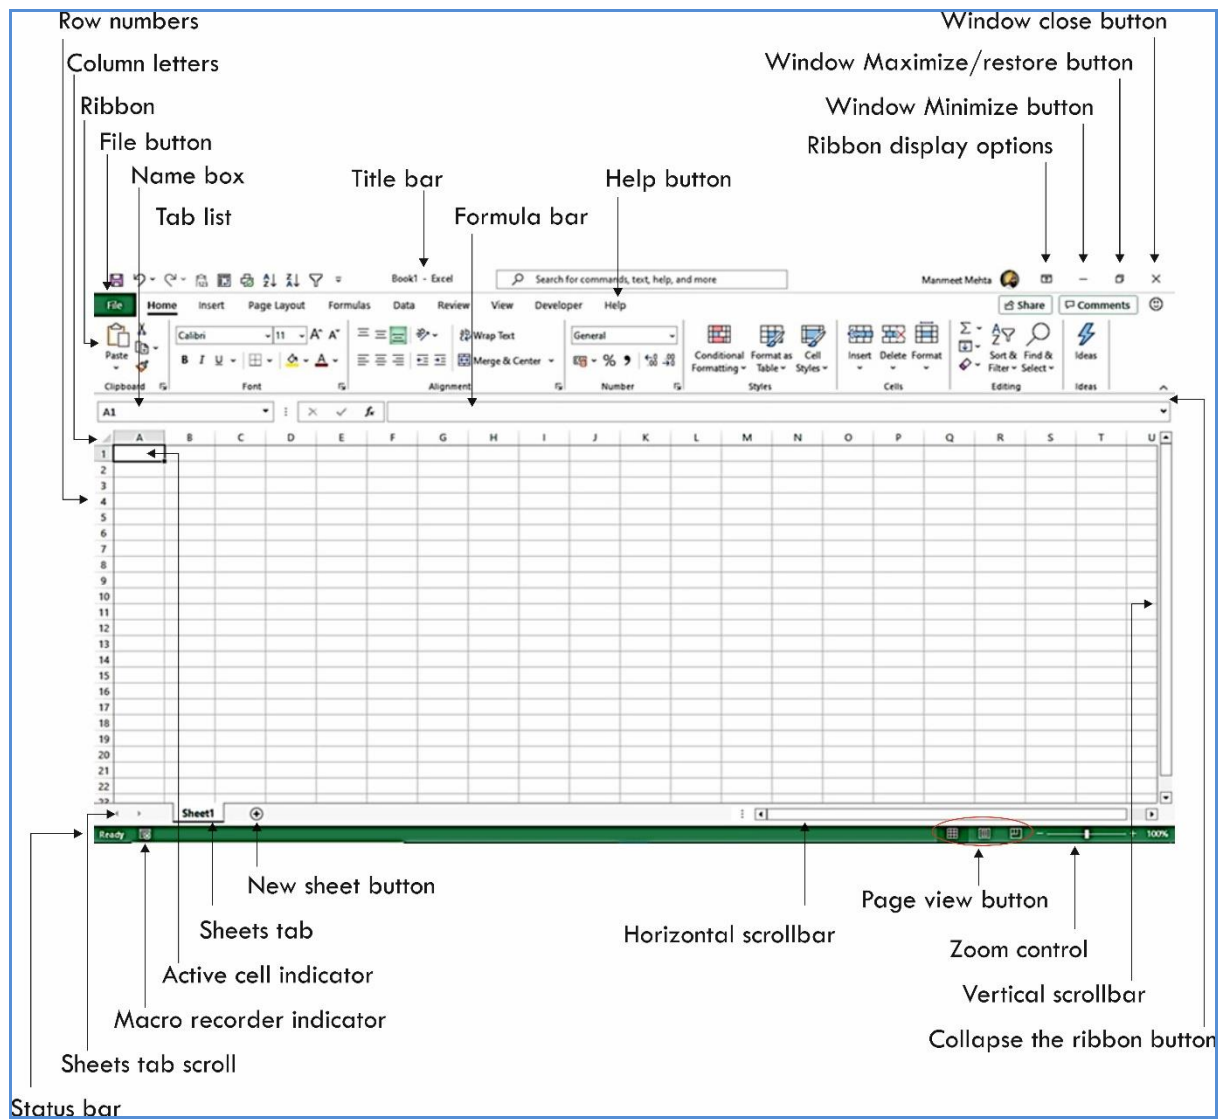 Row numbers
Window close button
Column letters
Window Maximize/restore button
Ribbon
Window Minimize button
File button
Ribbon display options
Name box
Title bar
Help button
Tab list
Formula bar
Book1 - Excel
Search for commands, text, help, and more
Manmeet Mehta
File Home Insert Page Layout Formulas Data Review View Developer Help
Share
Comments
Calibri
11
A^ A˅
Wrap Text
General
Paste
B I U
A
Merge & Center
% 9
Conditional Formatting
Format as Table
Cell Styles
Insert Delete Format
Σ
Sort & Filter
Find & Select
Ideas
Clipboard Font Alignment Number Styles Cells Editing Ideas
A1
fx
A B C D E F G H I J K L M N O P Q R S T U
1
2
3
4
5
6
7
8
9
10
11
12
13
14
15
16
17
18
19
20
21
22
23
Sheet1
Ready
100%
New sheet button
Page view button
Sheets tab
Horizontal scrollbar
Zoom control
Active cell indicator
Vertical scrollbar
Macro recorder indicator
Collapse the ribbon button
Sheets tab scroll
Status bar